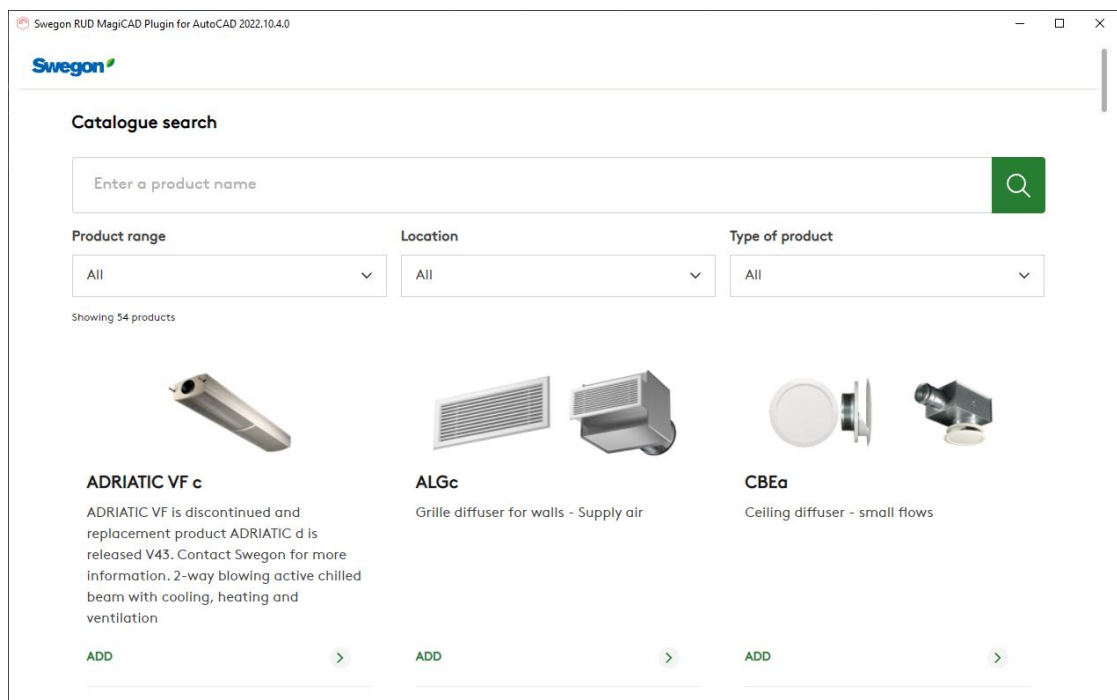 Swegon RUD MagiCAD Plugin for AutoCAD 2022.10.4.0
Swegon
Catalogue search
Enter a product name
Product range
Location
Type of product
All
All
All
Showing 54 products
ADRIATIC VF c
ADRIATIC VF is discontinued and
replacement product ADRIATIC d is
released V43. Contact Swegon for more
information. 2-way blowing active chilled
beam with cooling, heating and
ventilation
ADD
ALGc
Grille diffuser for walls - Supply air
ADD
CBEa
Ceiling diffuser - small flows
ADD